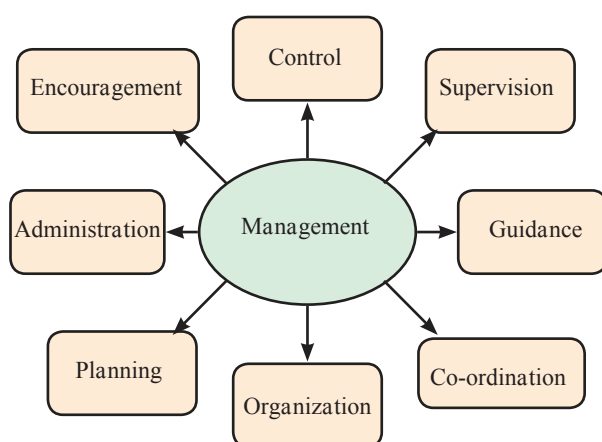 Control
Encouragement
Supervision
Administration
Management
Guidance
Planning
Organization
Co-ordination